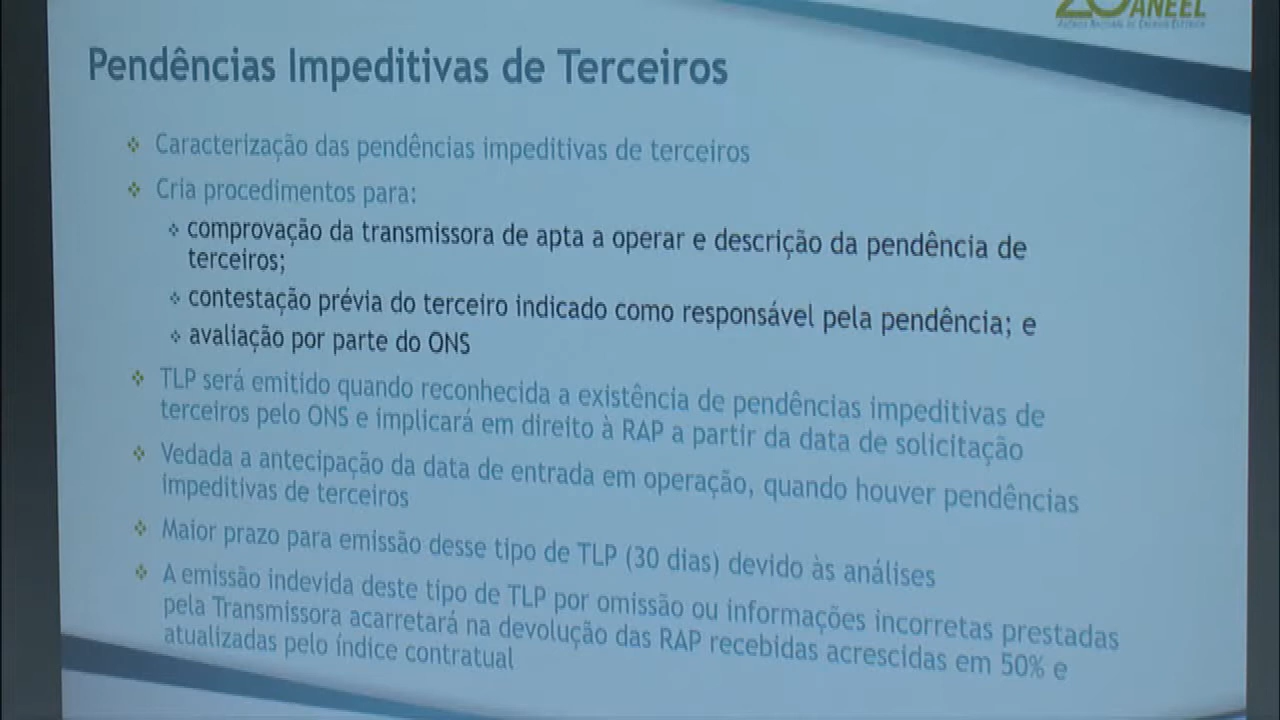 20 ANEEL
AGÊNCIA NACIONAL DE ENERGIA ELÉTRICA
Pendências Impeditivas de Terceiros
Caracterização das pendências impeditivas de terceiros
Cria procedimentos para:
comprovação da transmissora de apta a operar e descrição da pendência de
terceiros;
contestação prévia do terceiro indicado como responsável pela pendência; e
avaliação por parte do ONS
TLP será emitido quando reconhecida a existência de pendências impeditivas de
terceiros pelo ONS e implicará em direito à RAP a partir da data de solicitação
Vedada a antecipação da data de entrada em operação, quando houver pendências
impeditivas de terceiros
Maior prazo para emissão desse tipo de TLP (30 dias) devido às análises
A emissão indevida deste tipo de TLP por omissão ou informações incorretas prestadas
pela Transmissora acarretará na devolução das RAP recebidas acrescidas em 50% e
atualizadas pelo índice contratual